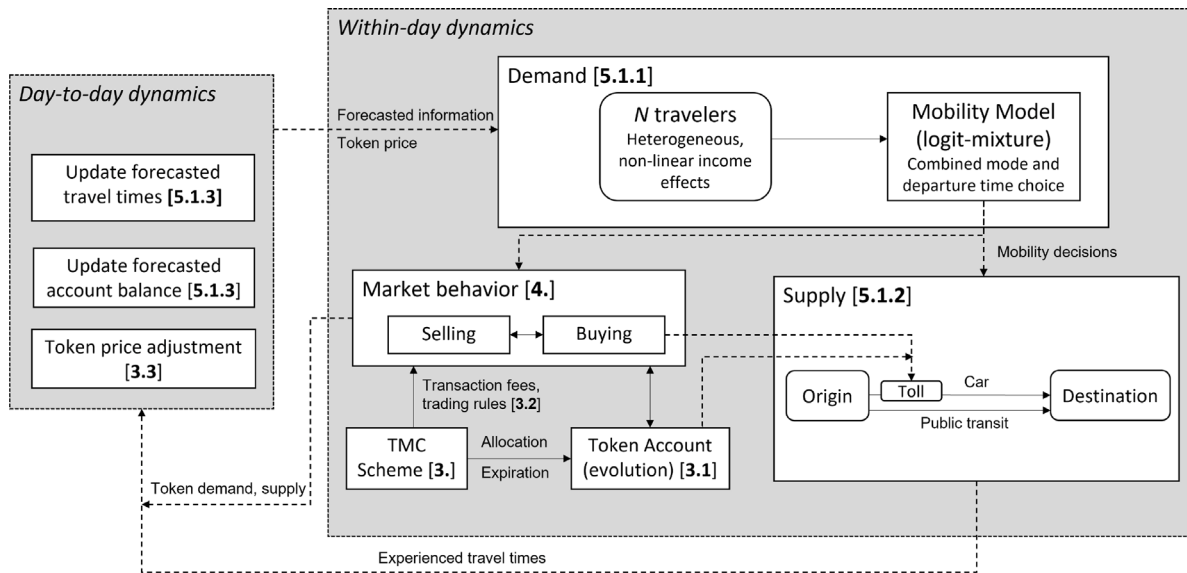 Within-day dynamics
Day-to-day dynamics
Update forecasted
travel times [5.1.3]
Update forecasted
account balance [5.1.3]
Token price adjustment
[3.3]
Forecasted information
Token price
Demand [5.1.1]
N travelers
Heterogeneous,
non-linear income
effects
Mobility Model
(logit-mixture)
Combined mode and
departure time choice
Mobility decisions
Market behavior [4.]
Selling
Buying
Transaction fees,
trading rules [3.2]
TMC
Scheme [3.]
Allocation
Expiration
Token Account
(evolution) [3.1]
Supply [5.1.2]
Origin
Toll
Car
Public transit
Destination
Token demand, supply
Experienced travel times